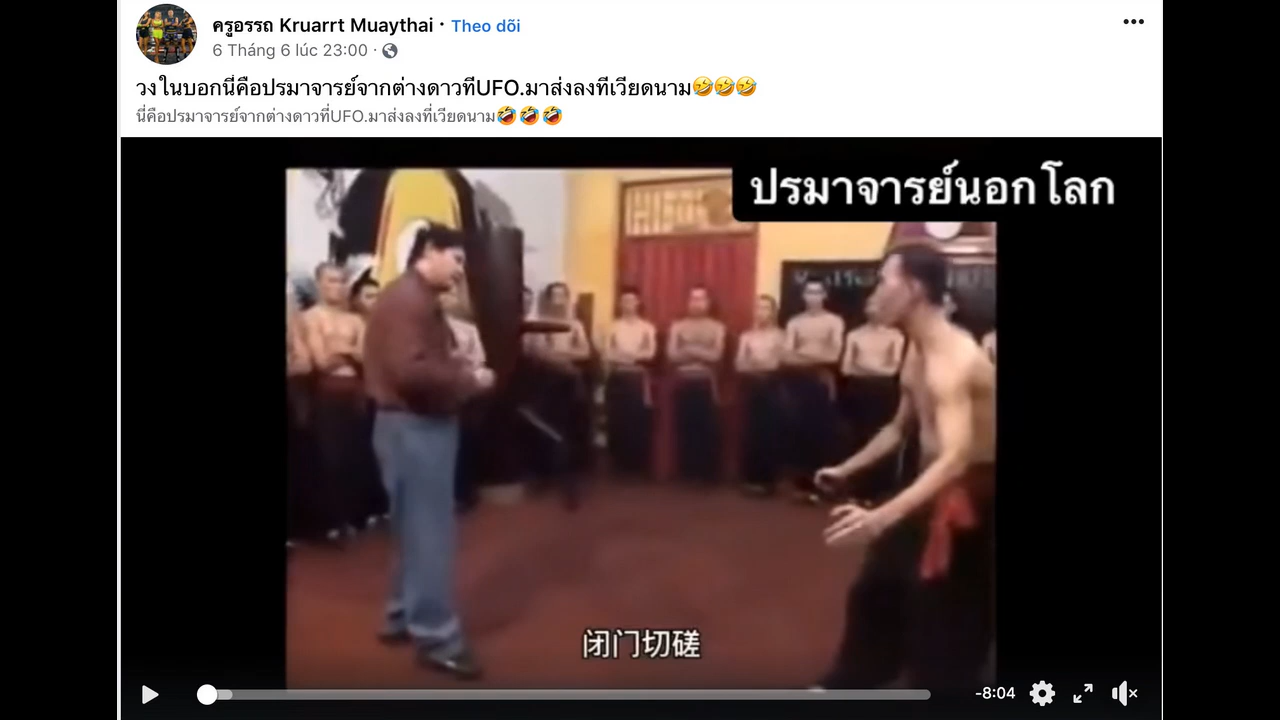 ครูอรรถ Kruarrt Muaythai · Theo dõi
6 Tháng 6 lúc 23:00 ·
วงในบอกนี่คือปรมาจารย์จากต่างดาวที่UFO.มาส่งลงที่เวียดนาม🤣🤣🤣
นี่คือปรมาจารย์จากต่างดาวที่UFO.มาส่งลงที่เวียดนาม🤣🤣🤣
ปรมาจารย์นอกโลก
闭门切磋
-8:04